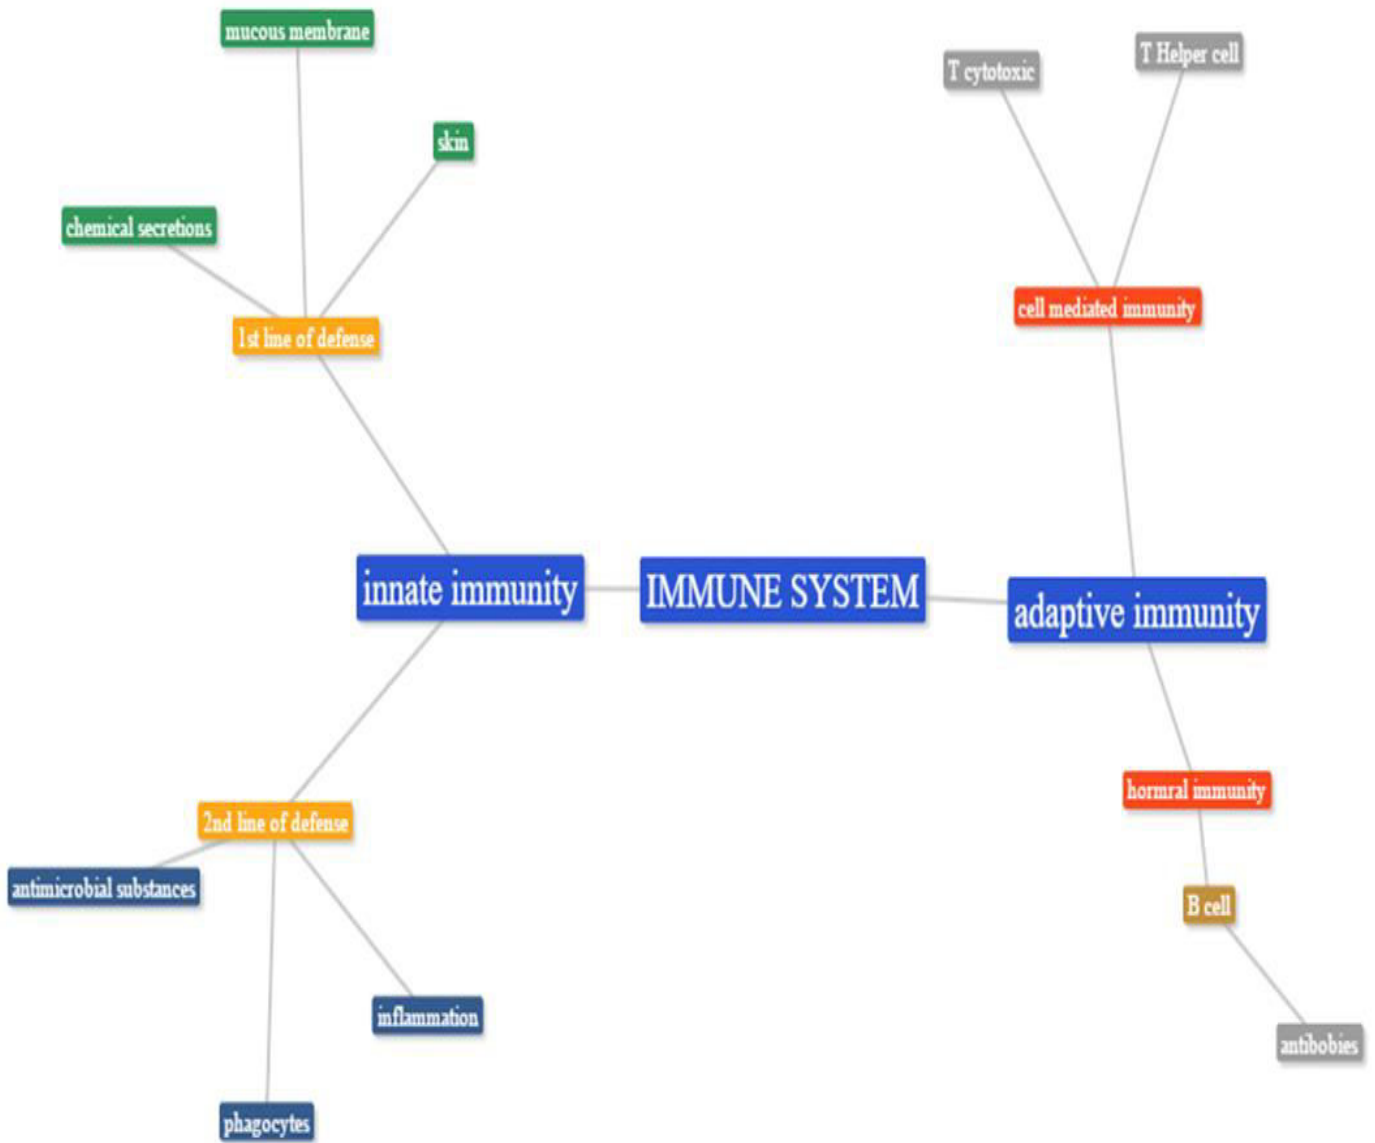 mucous membrane
T Helper cell
T cytotoxic
skin
chemical secretions
cell mediated immunity
1st line of defense
innate immunity
IMMUNE SYSTEM
adaptive immunity
hormral immunity
2nd line of defense
antimicrobial substances
B cell
inflammation
antibobies
phagocytes